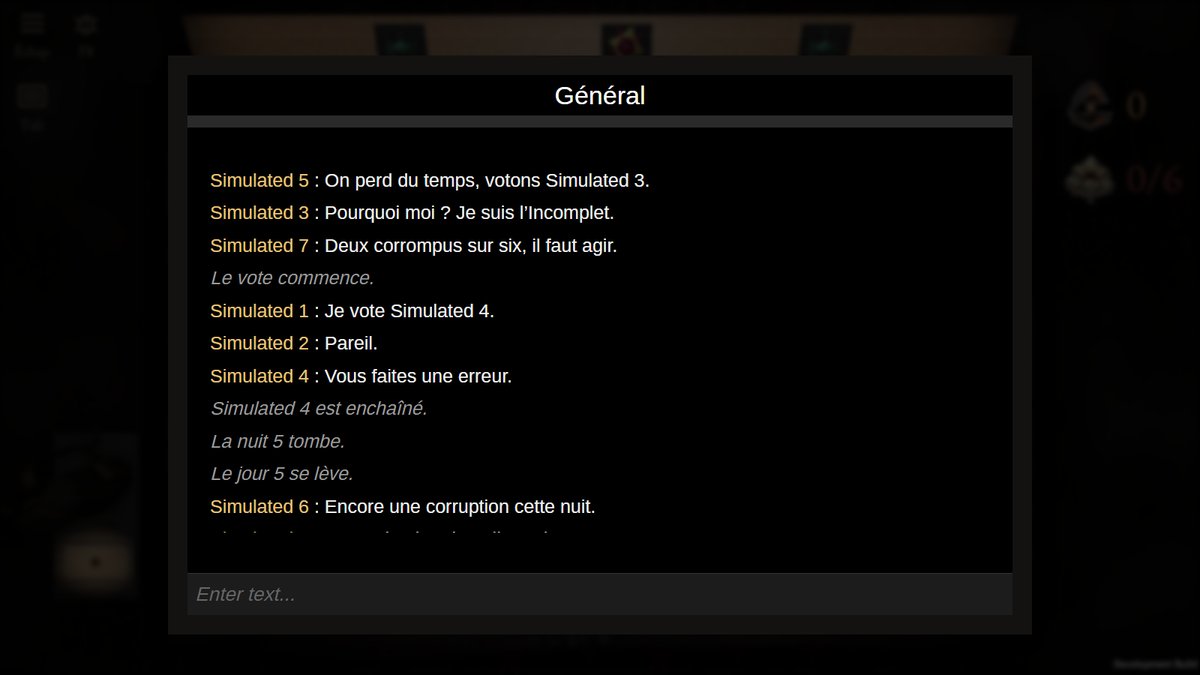 Général
Simulated 5 : On perd du temps, votons Simulated 3.
Simulated 3 : Pourquoi moi ? Je suis l’Incomplet.
Simulated 7 : Deux corrompus sur six, il faut agir.
Le vote commence.
Simulated 1 : Je vote Simulated 4.
Simulated 2 : Pareil.
Simulated 4 : Vous faites une erreur.
Simulated 4 est enchaîné.
La nuit 5 tombe.
Le jour 5 se lève.
Simulated 6 : Encore une corruption cette nuit.
Enter text...
0
0/6
Development Build